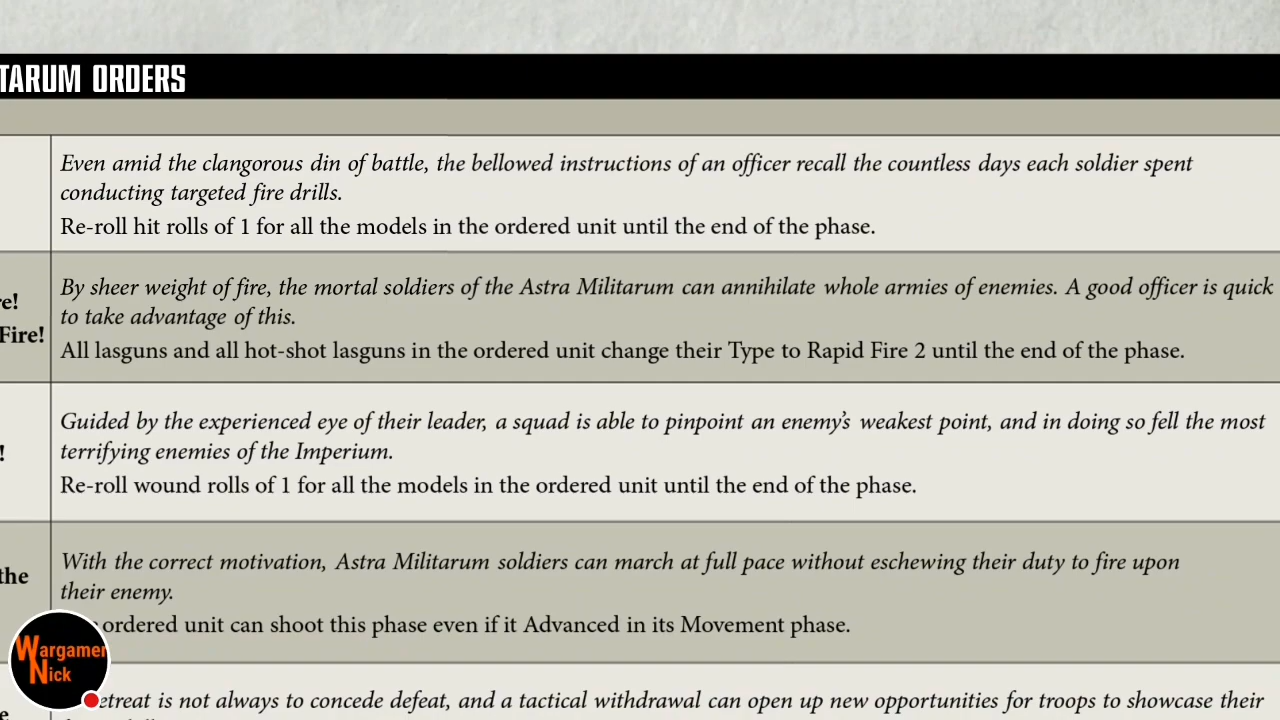 TARUM ORDERS
Even amid the clangorous din of battle, the bellowed instructions of an officer recall the countless days each soldier spent
conducting targeted fire drills.
Re-roll hit rolls of 1 for all the models in the ordered unit until the end of the phase.
re!
Fire!
By sheer weight of fire, the mortal soldiers of the Astra Militarum can annihilate whole armies of enemies. A good officer is quick
to take advantage of this.
All lasguns and all hot-shot lasguns in the ordered unit change their Type to Rapid Fire 2 until the end of the phase.
!
Guided by the experienced eye of their leader, a squad is able to pinpoint an enemy's weakest point, and in doing so fell the most
terrifying enemies of the Imperium.
Re-roll wound rolls of 1 for all the models in the ordered unit until the end of the phase.
the
With the correct motivation, Astra Militarum soldiers can march at full pace without eschewing their duty to fire upon
their enemy.
ordered unit can shoot this phase even if it Advanced in its Movement phase.
Wargamer
Nick
etreat is not always to concede defeat, and a tactical withdrawal can open up new opportunities for troops to showcase their